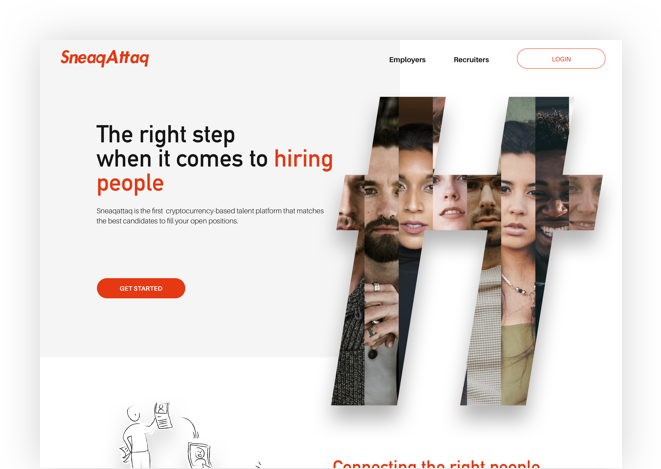 SneaqAttaq
Employers
Recruiters
LOGIN
The right step
when it comes to hiring
people
Sneaqattaq is the first cryptocurrency-based talent platform that matches
the best candidates to fill your open positions.
GET STARTED
tt
Connecting the right people